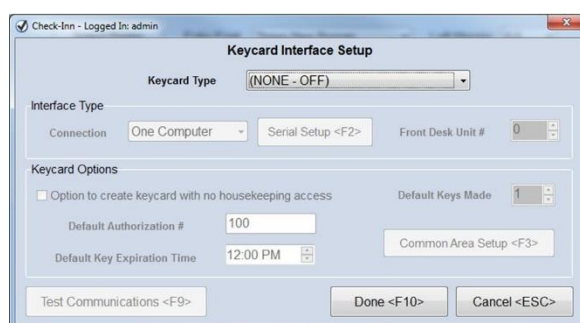 Check-Inn - Logged In: admin
Keycard Interface Setup
Keycard Type (NONE - OFF)
Interface Type
Connection One Computer Serial Setup <F2> Front Desk Unit # 0
Keycard Options
Option to create keycard with no housekeeping access Default Keys Made 1
Default Authorization # 100
Common Area Setup <F3>
Default Key Expiration Time 12:00 PM
Test Communications <F9> Done <F10> Cancel <ESC>